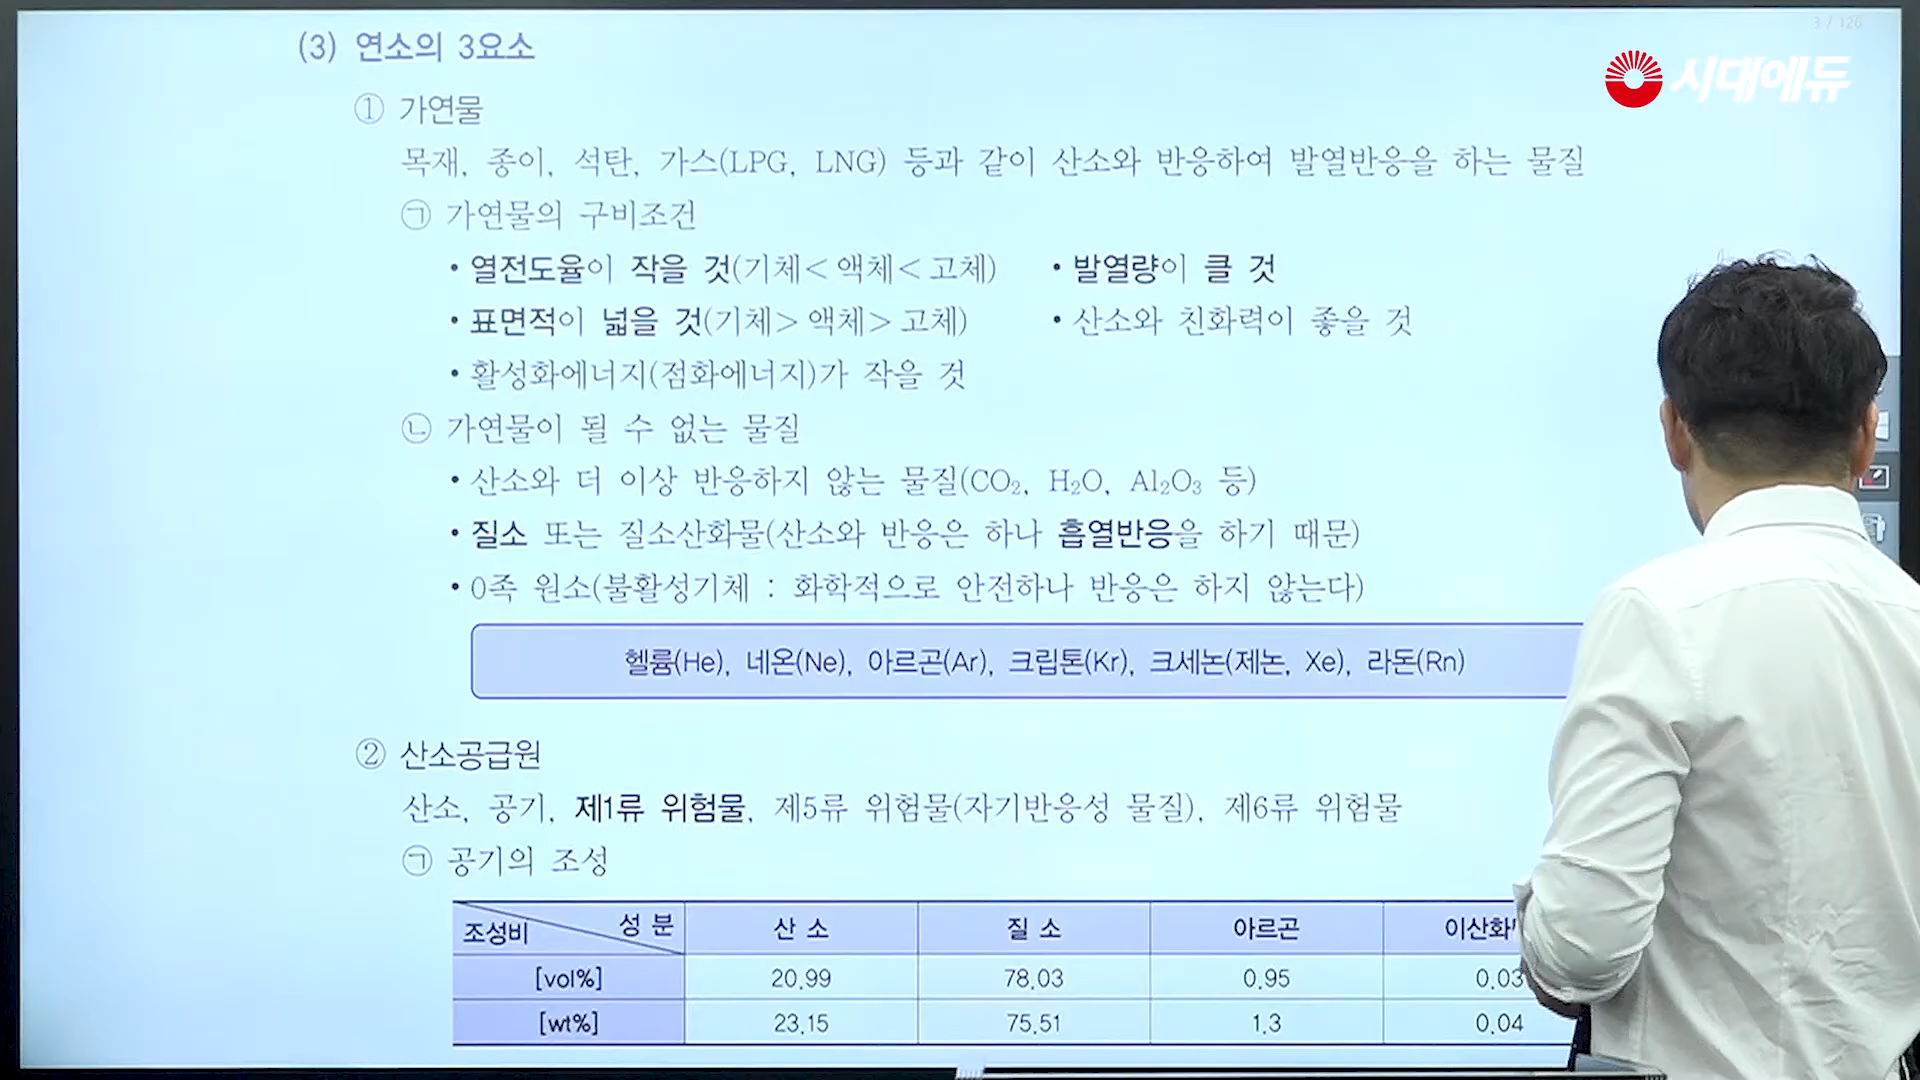 3 / 126
시대에듀
(3) 연소의 3요소
① 가연물
목재, 종이, 석탄, 가스(LPG, LNG) 등과 같이 산소와 반응하여 발열반응을 하는 물질
㉠ 가연물의 구비조건
• 열전도율이 작을 것(기체< 액체< 고체) • 발열량이 클 것
• 표면적이 넓을 것(기체> 액체> 고체) • 산소와 친화력이 좋을 것
• 활성화에너지(점화에너지)가 작을 것
㉡ 가연물이 될 수 없는 물질
• 산소와 더 이상 반응하지 않는 물질(CO₂, H₂O, Al₂O₃ 등)
• 질소 또는 질소산화물(산소와 반응은 하나 흡열반응을 하기 때문)
• 0족 원소(불활성기체 : 화학적으로 안전하나 반응은 하지 않는다)
헬륨(He), 네온(Ne), 아르곤(Ar), 크립톤(Kr), 크세논(제논, Xe), 라돈(Rn)
② 산소공급원
산소, 공기, 제1류 위험물, 제5류 위험물(자기반응성 물질), 제6류 위험물
㉠ 공기의 조성
조성비 성 분 산 소 질 소 아르곤 이산화
[vol%] 20.99 78.03 0.95 0.03
[wt%] 23.15 75.51 1.3 0.04